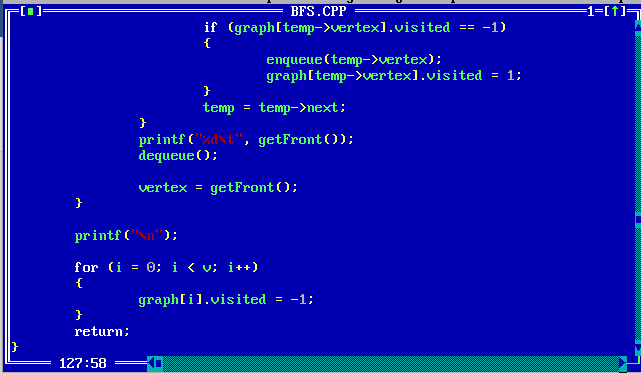 BFS.CPP 1=[↑]
if (graph[temp->vertex].visited == -1)
{
enqueue(temp->vertex);
graph[temp->vertex].visited = 1;
}
temp = temp->next;
}
printf("%d\t", getFront());
dequeue();
vertex = getFront();
}
printf("\n");
for (i = 0; i < v; i++)
{
graph[i].visited = -1;
}
return;
}
127:58